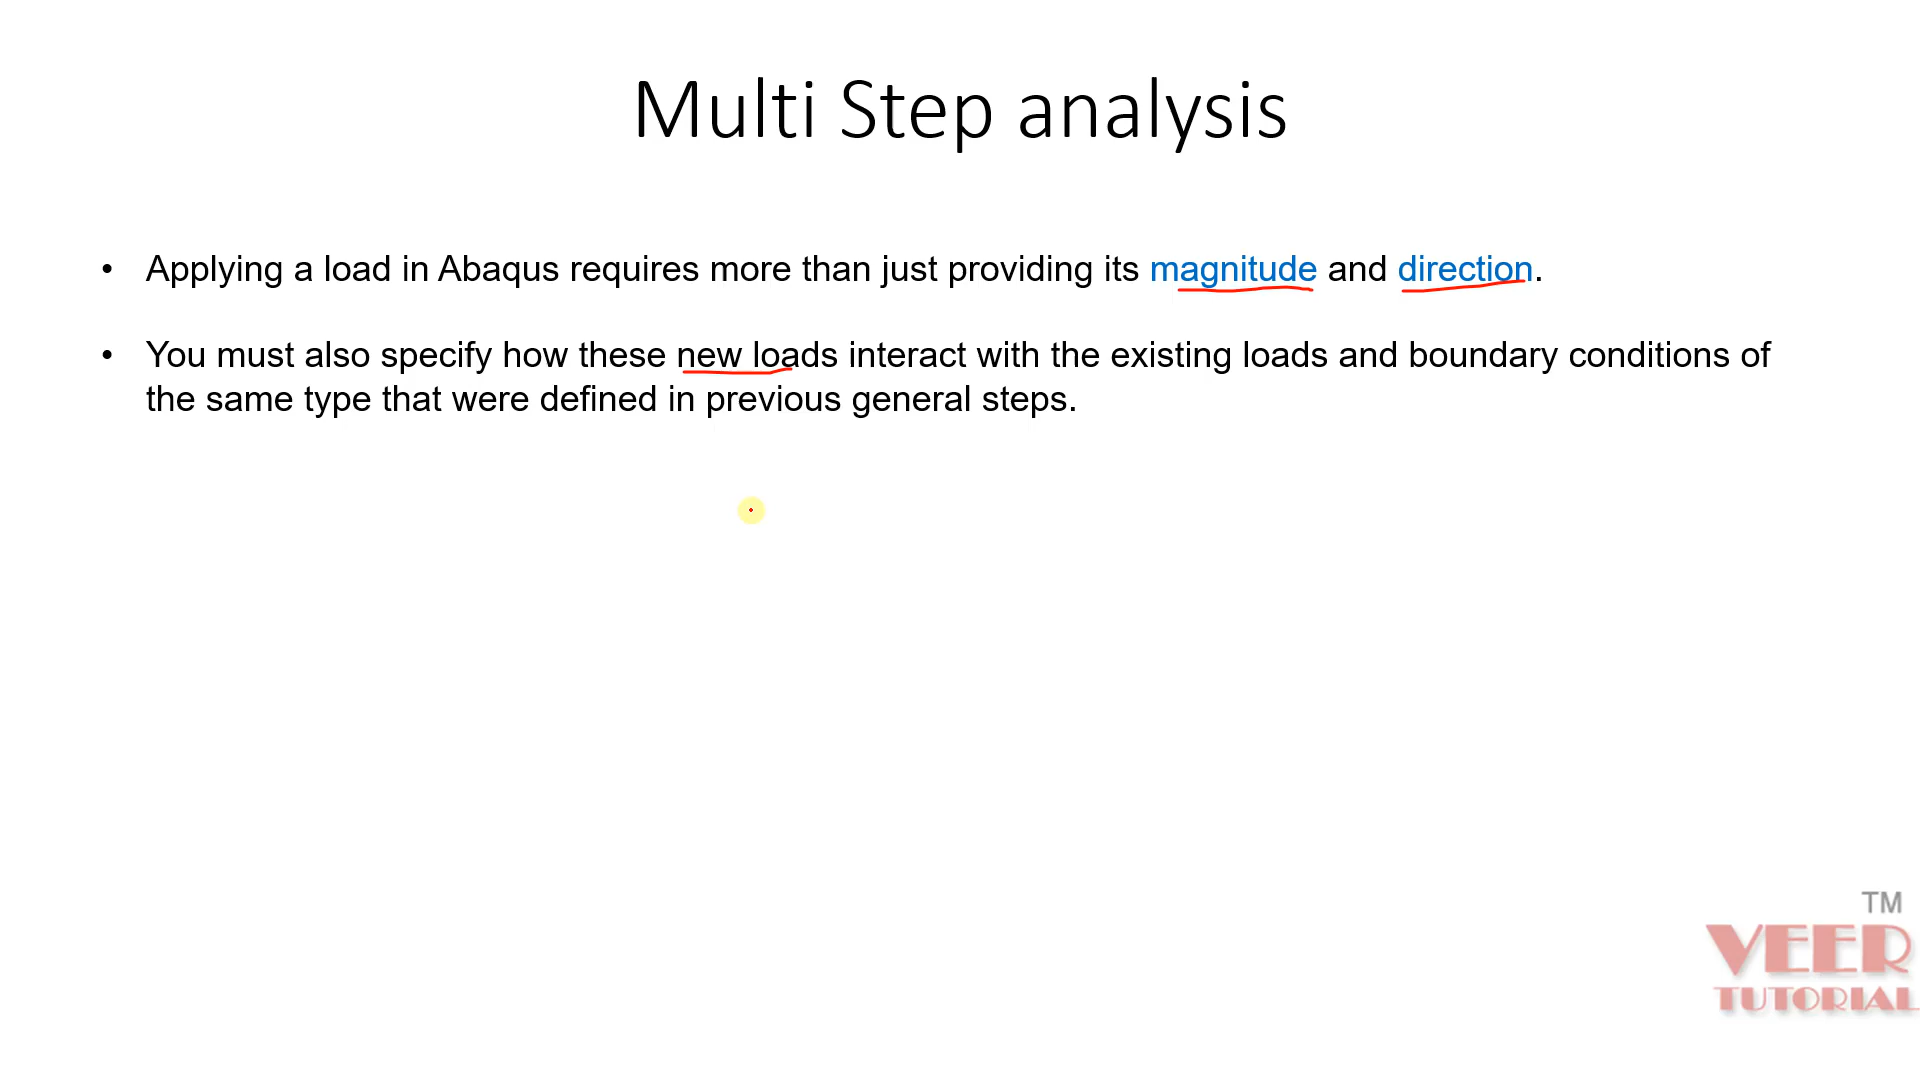 Multi Step analysis
• Applying a load in Abaqus requires more than just providing its magnitude and direction.
• You must also specify how these new loads interact with the existing loads and boundary conditions of
the same type that were defined in previous general steps.
TM
VEER
TUTORIAL